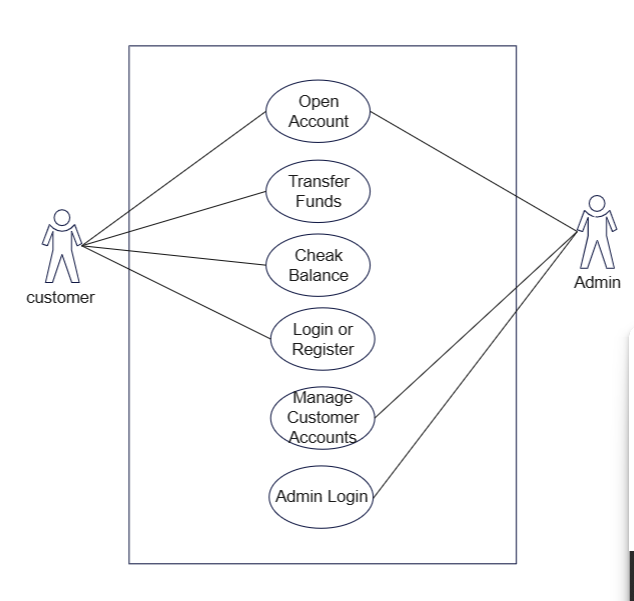 Open
Account
Transfer
Funds
Cheak
Balance
customer
Admin
Login or
Register
Manage
Customer
Accounts
Admin Login